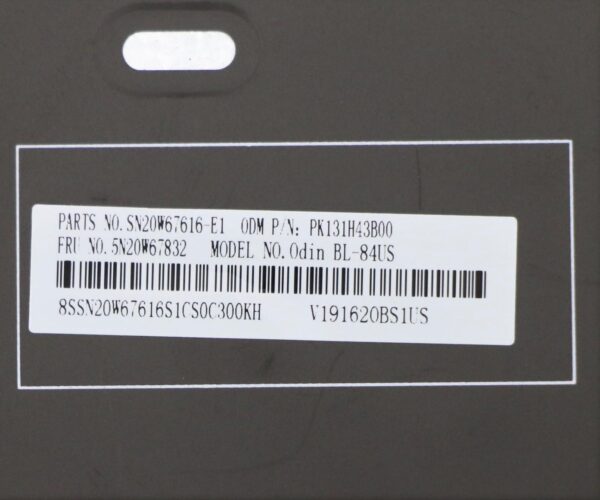 PARTS NO.SN20W67616-E1 ODM P/N: PK131H43B00
FRU NO.5N20W67832 MODEL NO.Odin BL-84US
8SSN20W67616S1CS0C300KH V191620BS1US